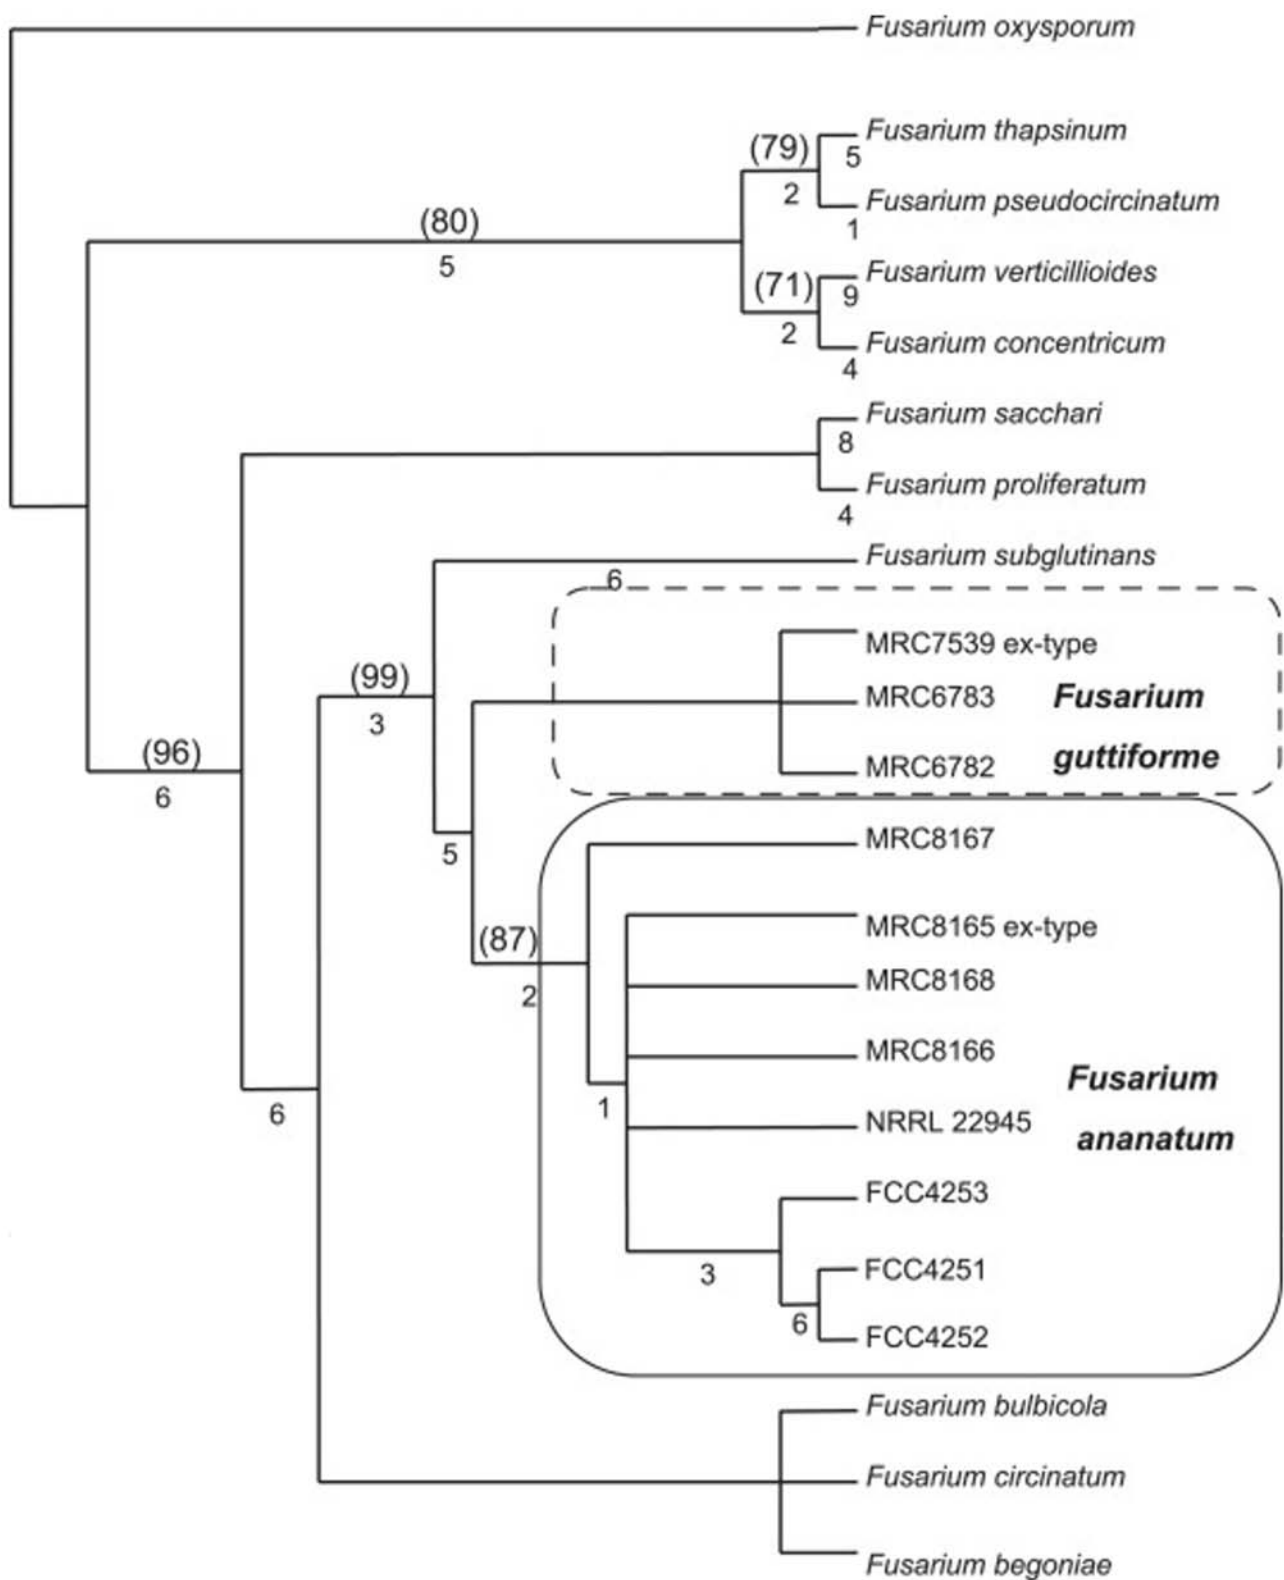 Fusarium oxysporum
Fusarium thapsinum
(79)
5
2
Fusarium pseudocircinatum
1
(80)
5
Fusarium verticillioides
(71)
9
2
Fusarium concentricum
4
Fusarium sacchari
8
Fusarium proliferatum
4
Fusarium subglutinans
6
MRC7539 ex-type
(99)
3
MRC6783
Fusarium
guttiforme
MRC6782
(96)
6
MRC8167
5
MRC8165 ex-type
(87)
2
MRC8168
MRC8166
Fusarium
ananatum
1
6
NRRL 22945
FCC4253
3
FCC4251
6
FCC4252
Fusarium bulbicola
Fusarium circinatum
Fusarium begoniae